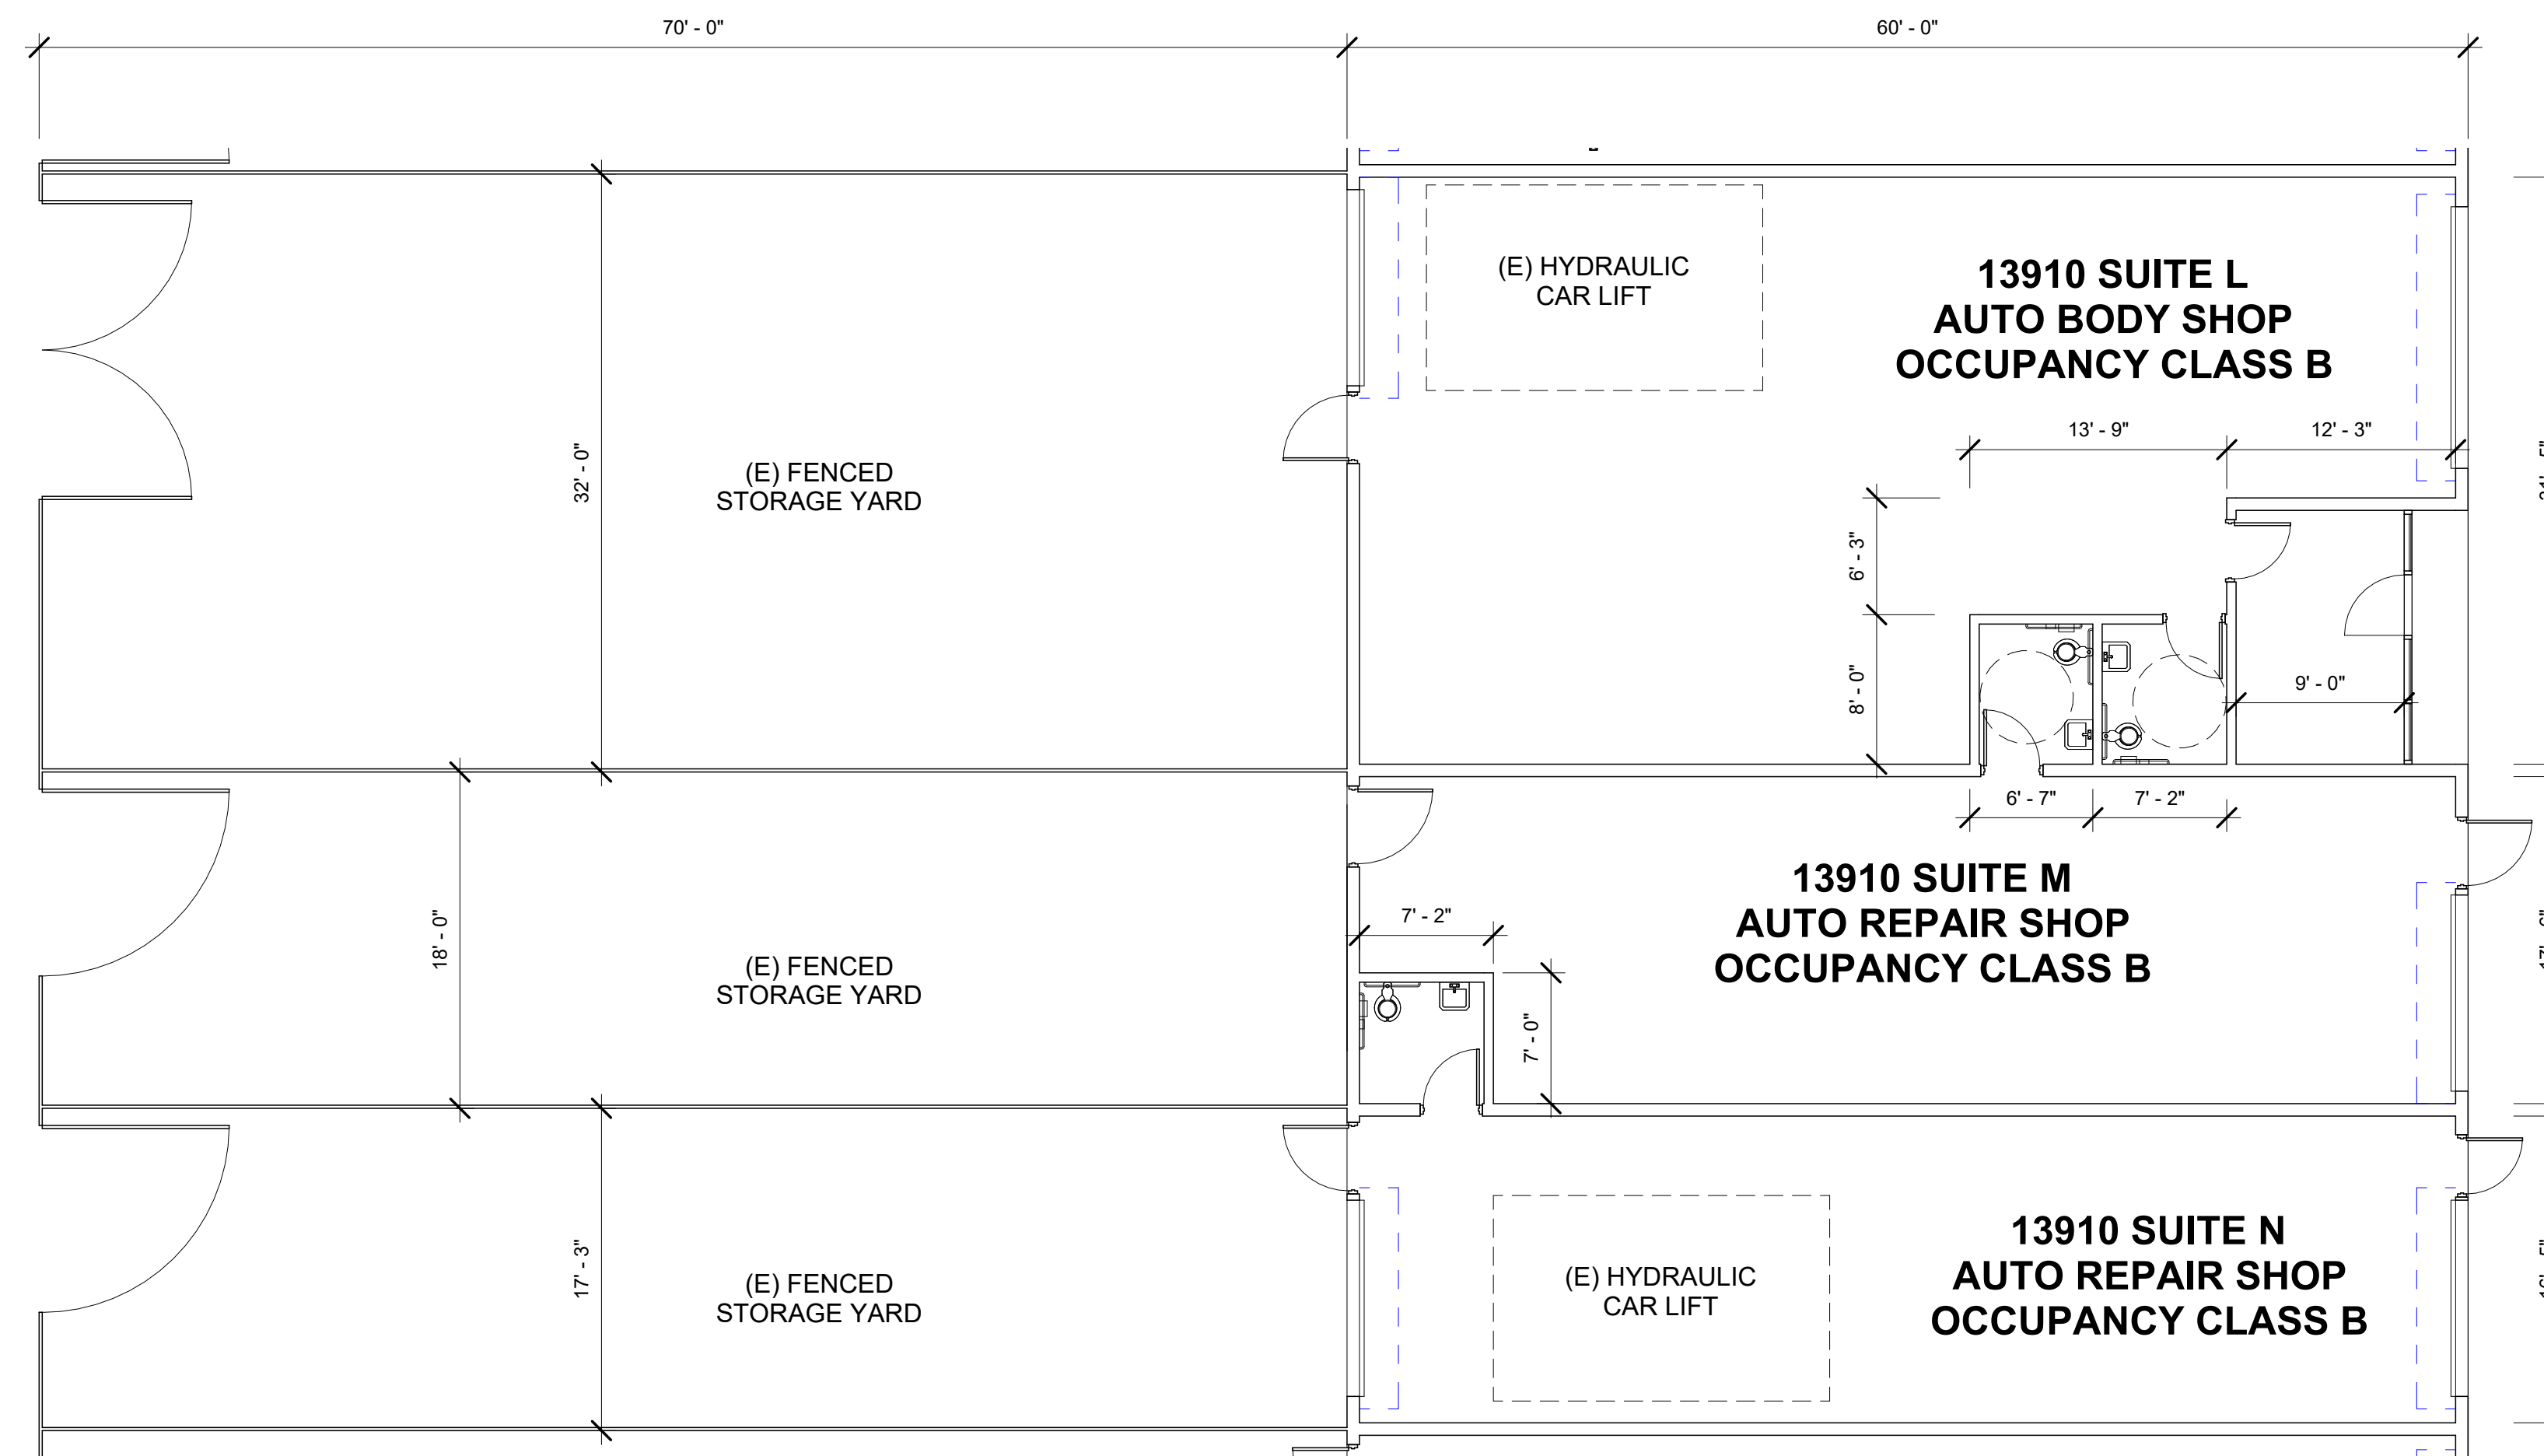 70' - 0"
60' - 0"
(E) HYDRAULIC
CAR LIFT
13910 SUITE L
AUTO BODY SHOP
OCCUPANCY CLASS B
13' - 9"
12' - 3"
32' - 0"
(E) FENCED
STORAGE YARD
6' - 3"
8' - 0"
9' - 0"
6' - 7"
7' - 2"
13910 SUITE M
AUTO REPAIR SHOP
OCCUPANCY CLASS B
7' - 2"
18' - 0"
(E) FENCED
STORAGE YARD
7' - 0"
13910 SUITE N
AUTO REPAIR SHOP
OCCUPANCY CLASS B
17' - 3"
(E) FENCED
STORAGE YARD
(E) HYDRAULIC
CAR LIFT